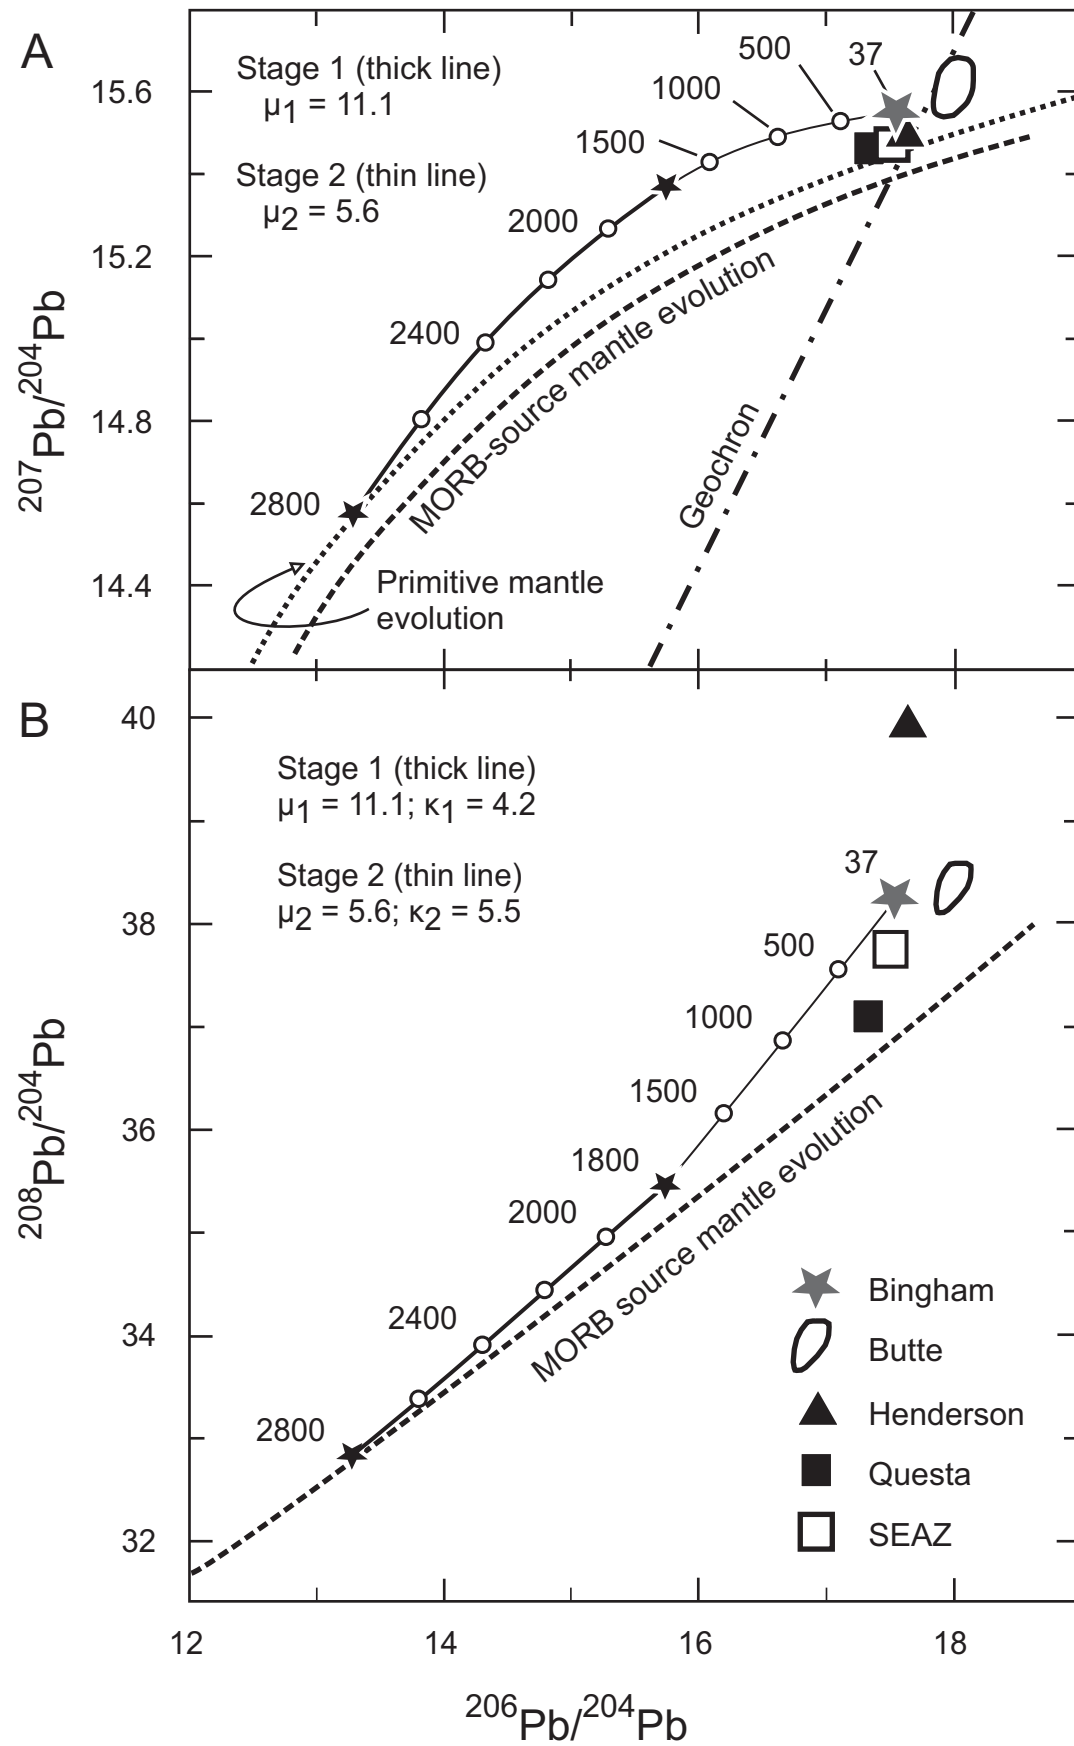 A
Stage 1 (thick line)
μ1 = 11.1
Stage 2 (thin line)
μ2 = 5.6
500
37
1000
1500
2000
2400
2800
15.6
15.2
14.8
14.4
207Pb/204Pb
MORB-source mantle evolution
Geochron
Primitive mantle
evolution
B
Stage 1 (thick line)
μ1 = 11.1; κ1 = 4.2
Stage 2 (thin line)
μ2 = 5.6; κ2 = 5.5
37
500
1000
1500
1800
2000
2400
2800
40
38
36
34
32
208Pb/204Pb
MORB source mantle evolution
Bingham
Butte
Henderson
Questa
SEAZ
12
14
16
18
206Pb/204Pb